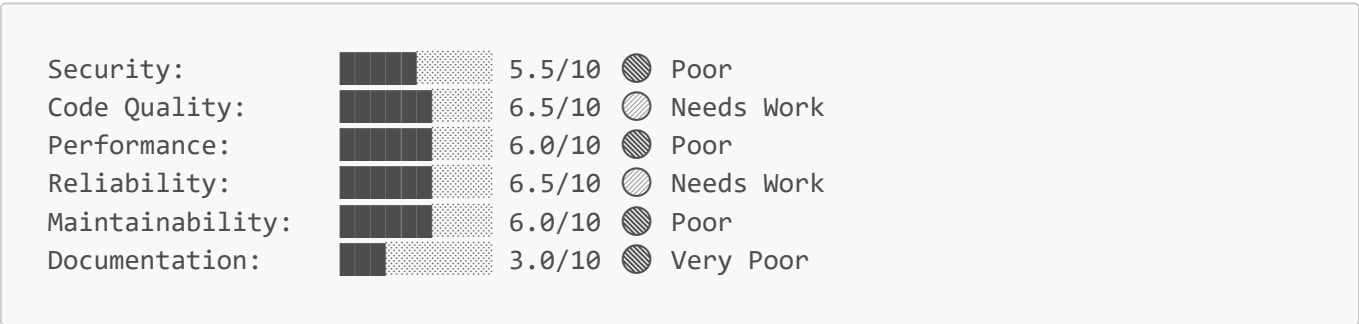 Security: █████░░░░░ 5.5/10 Poor
Code Quality: ██████░░░░ 6.5/10 Needs Work
Performance: ██████░░░░ 6.0/10 Poor
Reliability: ██████░░░░ 6.5/10 Needs Work
Maintainability: ██████░░░░ 6.0/10 Poor
Documentation: ███░░░░░░░ 3.0/10 Very Poor